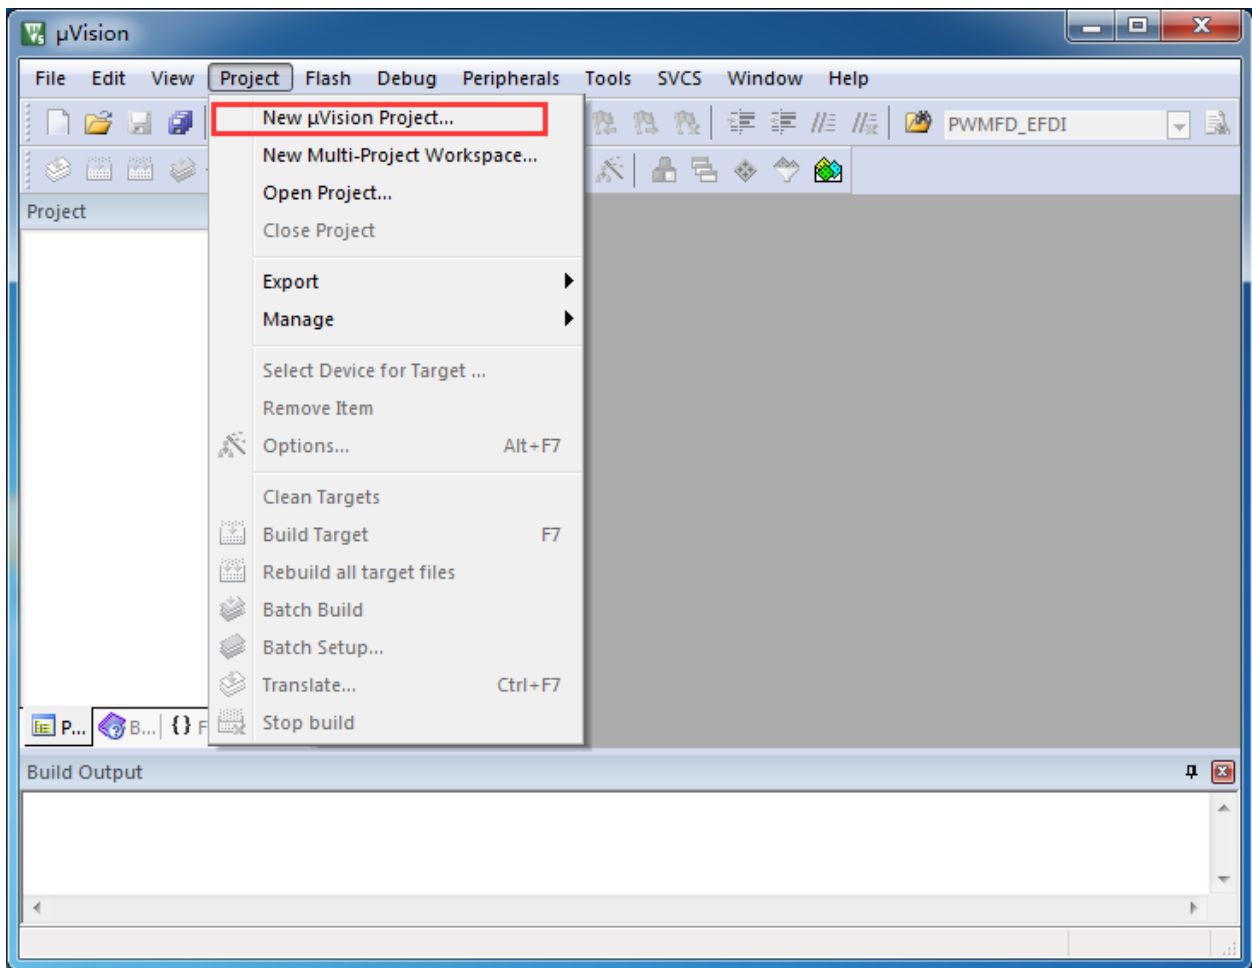 µVision
File Edit View Project Flash Debug Peripherals Tools SVCS Window Help
PWMFD_EFDI
New µVision Project...
New Multi-Project Workspace...
Open Project...
Close Project
Export
Manage
Select Device for Target ...
Remove Item
Options... Alt+F7
Clean Targets
Build Target F7
Rebuild all target files
Batch Build
Batch Setup...
Translate... Ctrl+F7
Stop build
Project
P... B... {} F
Build Output